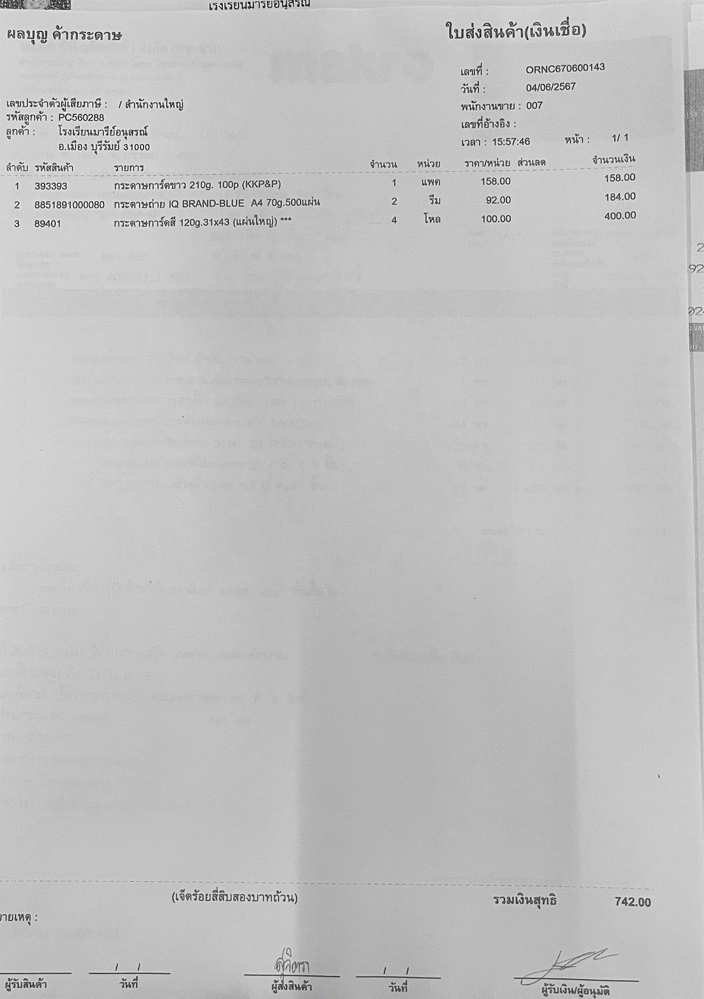 เรงเรียนมารีย์อนุสรณ์
ผลบุญ ค้ากระดาษ
ใบส่งสินค้า(เงินเชื่อ)
เลขที่ : ORNC670600143
วันที่ : 04/06/2567
เลขประจำตัวผู้เสียภาษี : / สำนักงานใหญ่
พนักงานขาย : 007
รหัสลูกค้า : PC560288
เลขที่อ้างอิง :
ลูกค้า : โรงเรียนมารีย์อนุสรณ์
เวลา : 15:57:46 หน้า : 1/ 1
อ.เมือง บุรีรัมย์ 31000
ลำดับ รหัสสินค้า รายการ จำนวน หน่วย ราคา/หน่วย ส่วนลด จำนวนเงิน
1 393393 กระดาษการ์ดขาว 210g. 100p (KKP&P) 1 แพค 158.00 158.00
2 8851891000080 กระดาษถ่าย IQ BRAND-BLUE A4 70g.500แผ่น 2 รีม 92.00 184.00
3 89401 กระดาษการ์ดสี 120g.31x43 (แผ่นใหญ่) *** 4 โหล 100.00 400.00
(เจ็ดร้อยสี่สิบสองบาทถ้วน) รวมเงินสุทธิ 742.00
ายเหตุ :
/ / / /
ผู้รับสินค้า วันที่ ผู้ส่งสินค้า วันที่ ผู้รับเงิน/ผู้อนุมัติ